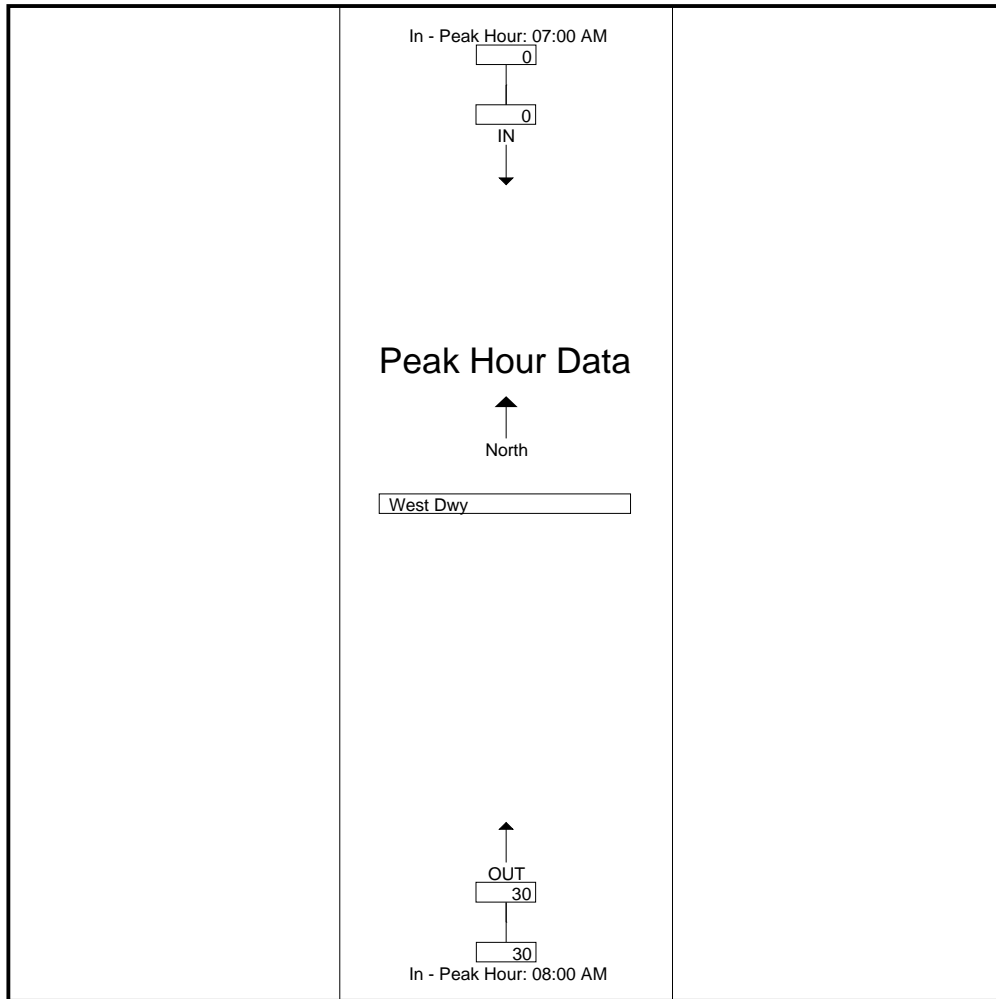 In - Peak Hour: 07:00 AM
0
0
IN
Peak Hour Data
North
West Dwy
OUT
30
30
In - Peak Hour: 08:00 AM